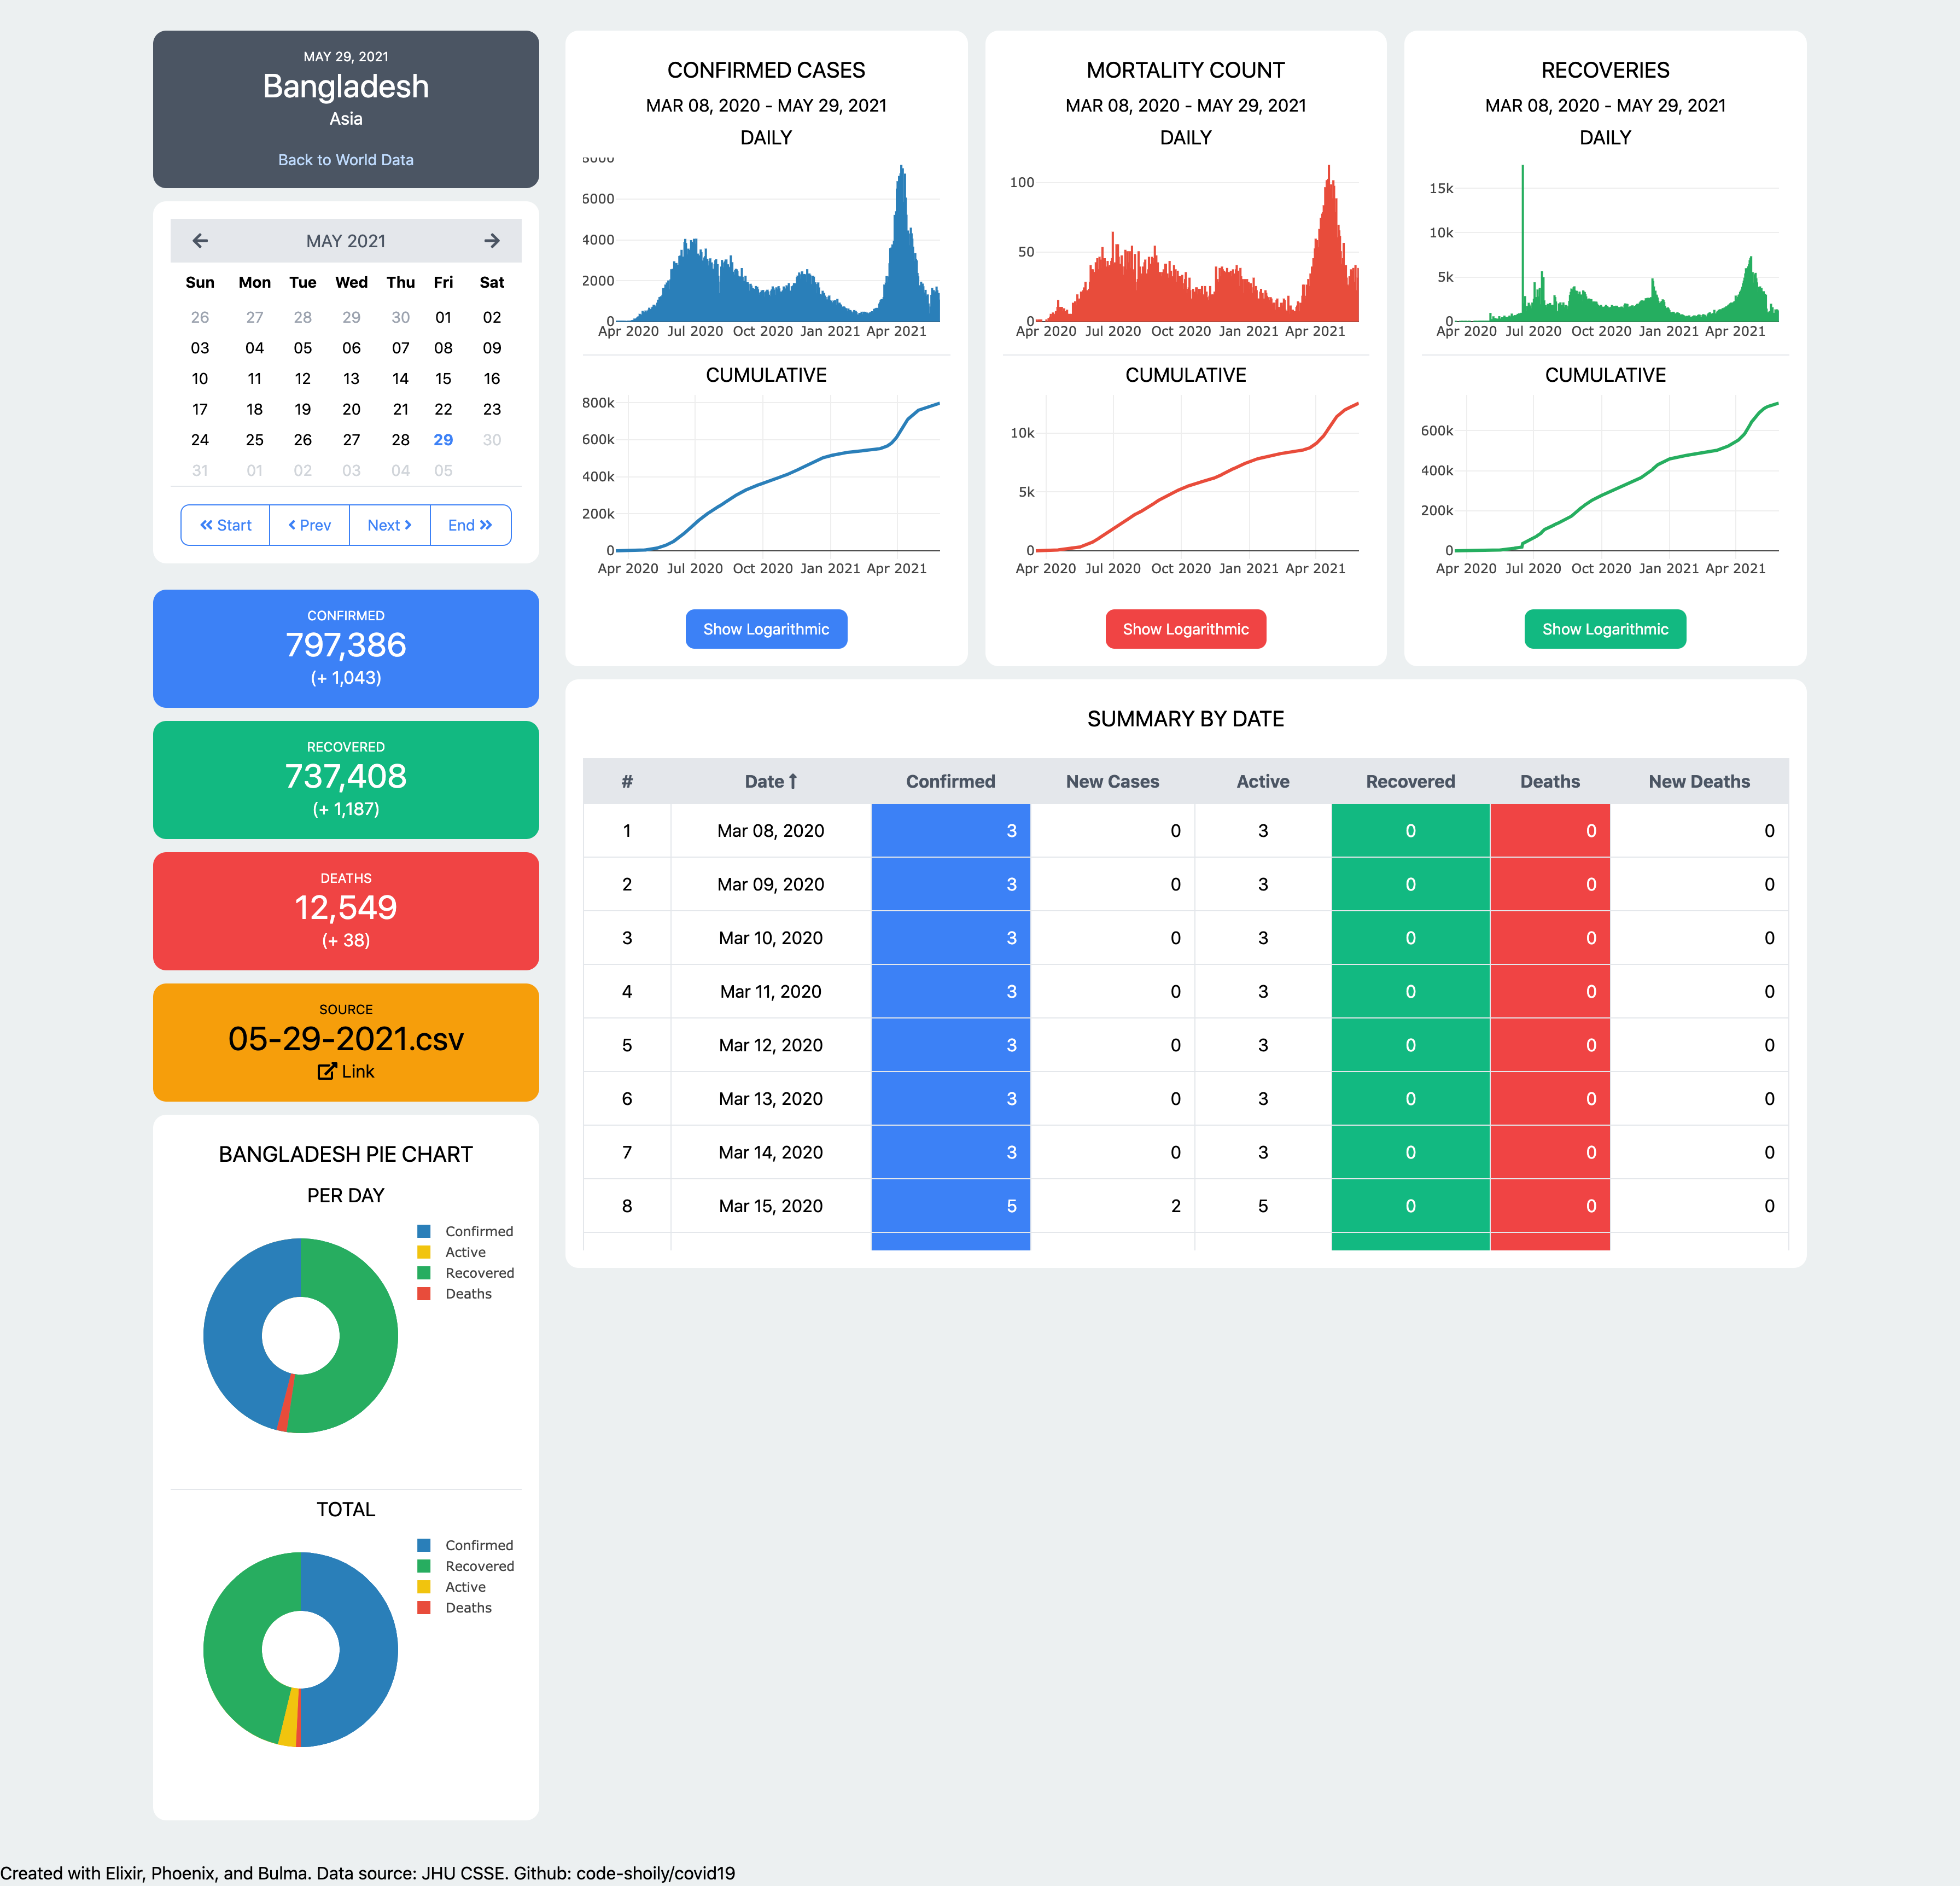 MAY 29, 2021
Bangladesh
Asia
Back to World Data
MAY 2021
Sun Mon Tue Wed Thu Fri Sat
26 27 28 29 30 01 02
03 04 05 06 07 08 09
10 11 12 13 14 15 16
17 18 19 20 21 22 23
24 25 26 27 28 29 30
31 01 02 03 04 05
Start Prev Next End
CONFIRMED
797,386
(+ 1,043)
RECOVERED
737,408
(+ 1,187)
DEATHS
12,549
(+ 38)
SOURCE
05-29-2021.csv
Link
BANGLADESH PIE CHART
PER DAY
Confirmed
Active
Recovered
Deaths
TOTAL
Confirmed
Recovered
Active
Deaths
CONFIRMED CASES
MAR 08, 2020 - MAY 29, 2021
DAILY
6000
4000
2000
0
Apr 2020 Jul 2020 Oct 2020 Jan 2021 Apr 2021
CUMULATIVE
800k
600k
400k
200k
0
Apr 2020 Jul 2020 Oct 2020 Jan 2021 Apr 2021
Show Logarithmic
MORTALITY COUNT
MAR 08, 2020 - MAY 29, 2021
DAILY
100
50
0
Apr 2020 Jul 2020 Oct 2020 Jan 2021 Apr 2021
CUMULATIVE
10k
5k
0
Apr 2020 Jul 2020 Oct 2020 Jan 2021 Apr 2021
Show Logarithmic
RECOVERIES
MAR 08, 2020 - MAY 29, 2021
DAILY
15k
10k
5k
0
Apr 2020 Jul 2020 Oct 2020 Jan 2021 Apr 2021
CUMULATIVE
600k
400k
200k
0
Apr 2020 Jul 2020 Oct 2020 Jan 2021 Apr 2021
Show Logarithmic
SUMMARY BY DATE
# Date Confirmed New Cases Active Recovered Deaths New Deaths
1 Mar 08, 2020 3 0 3 0 0 0
2 Mar 09, 2020 3 0 3 0 0 0
3 Mar 10, 2020 3 0 3 0 0 0
4 Mar 11, 2020 3 0 3 0 0 0
5 Mar 12, 2020 3 0 3 0 0 0
6 Mar 13, 2020 3 0 3 0 0 0
7 Mar 14, 2020 3 0 3 0 0 0
8 Mar 15, 2020 5 2 5 0 0 0
Created with Elixir, Phoenix, and Bulma. Data source: JHU CSSE. Github: code-shoily/covid19